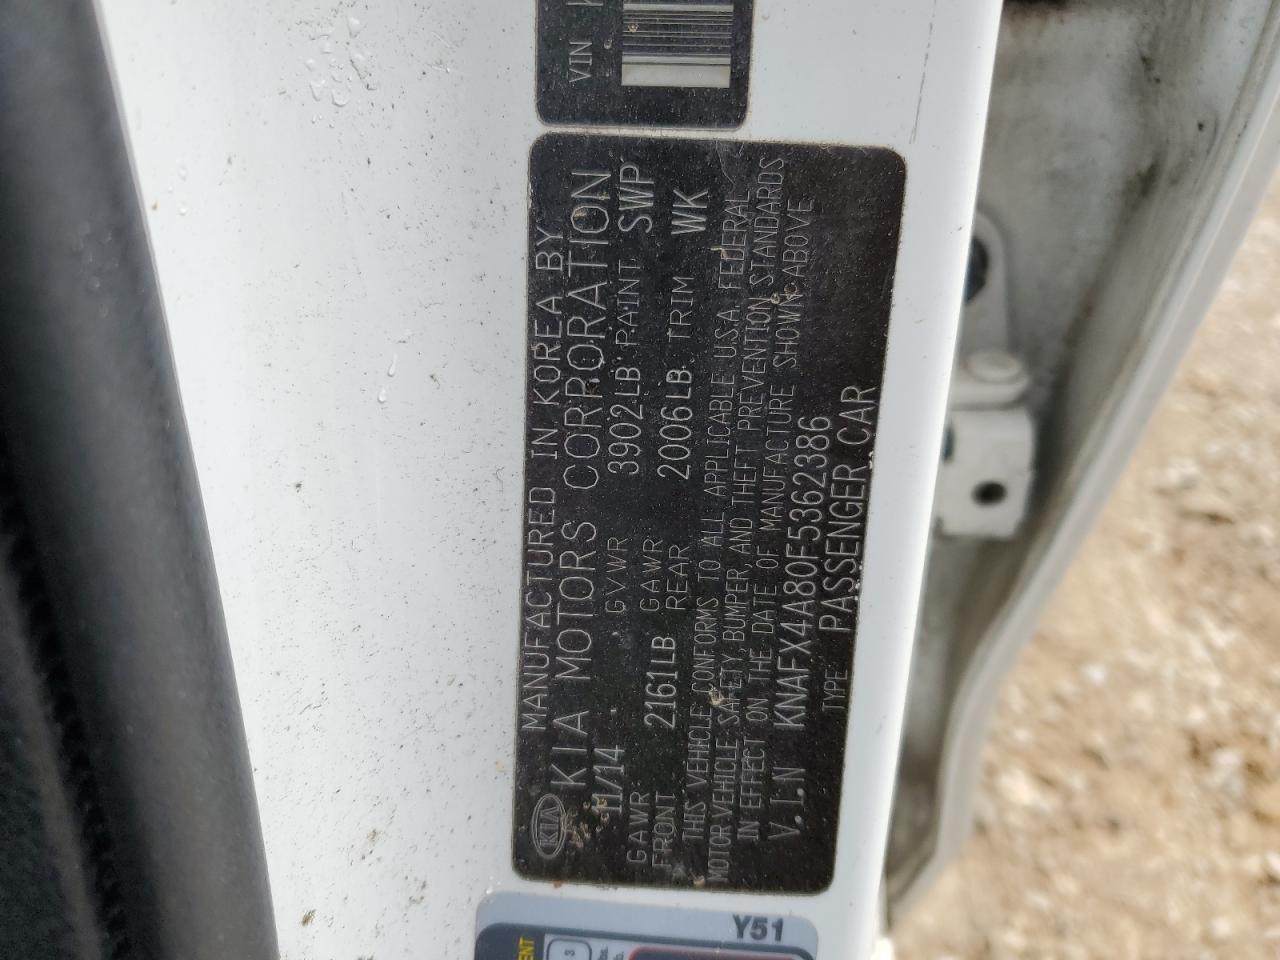 VIN
MANUFACTURED IN KOREA BY
KIA KIA MOTORS CORPORATION
11/14 GVWR 3902LB PAINT SWP
GAWR FRONT 2161LB GAWR REAR 2006LB TRIM WK
THIS VEHICLE CONFORMS TO ALL APPLICABLE U.S.A. FEDERAL
MOTOR VEHICLE SAFETY, BUMPER, AND THEFT PREVENTION STANDARDS
IN EFFECT ON THE DATE OF MANUFACTURE SHOWN ABOVE
V.I.N KNAFX4A80F5362386
TYPE PASSENGER CAR
Y51
3